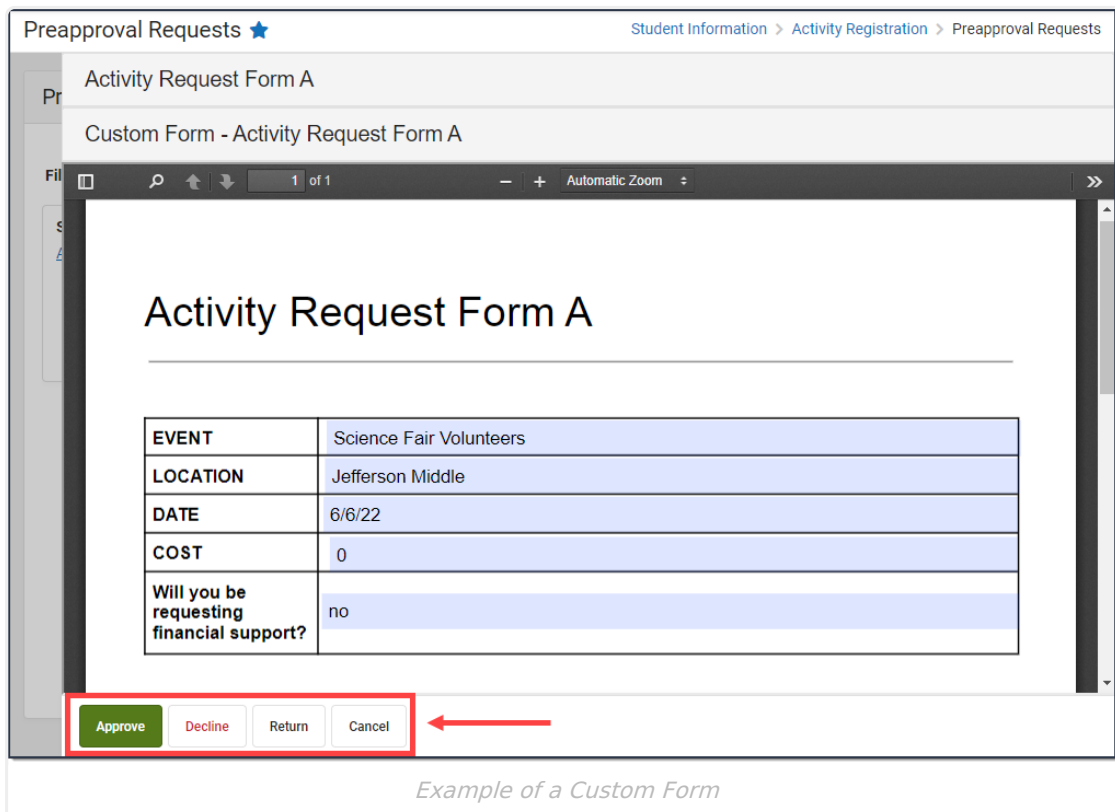 Preapproval Requests
Student Information > Activity Registration > Preapproval Requests
Pr
Activity Request Form A
Custom Form - Activity Request Form A
Fil
1 of 1
Automatic Zoom
S
A
Activity Request Form A
EVENT Science Fair Volunteers
LOCATION Jefferson Middle
DATE 6/6/22
COST 0
Will you be
requesting no
financial support?
Approve Decline Return Cancel
Example of a Custom Form